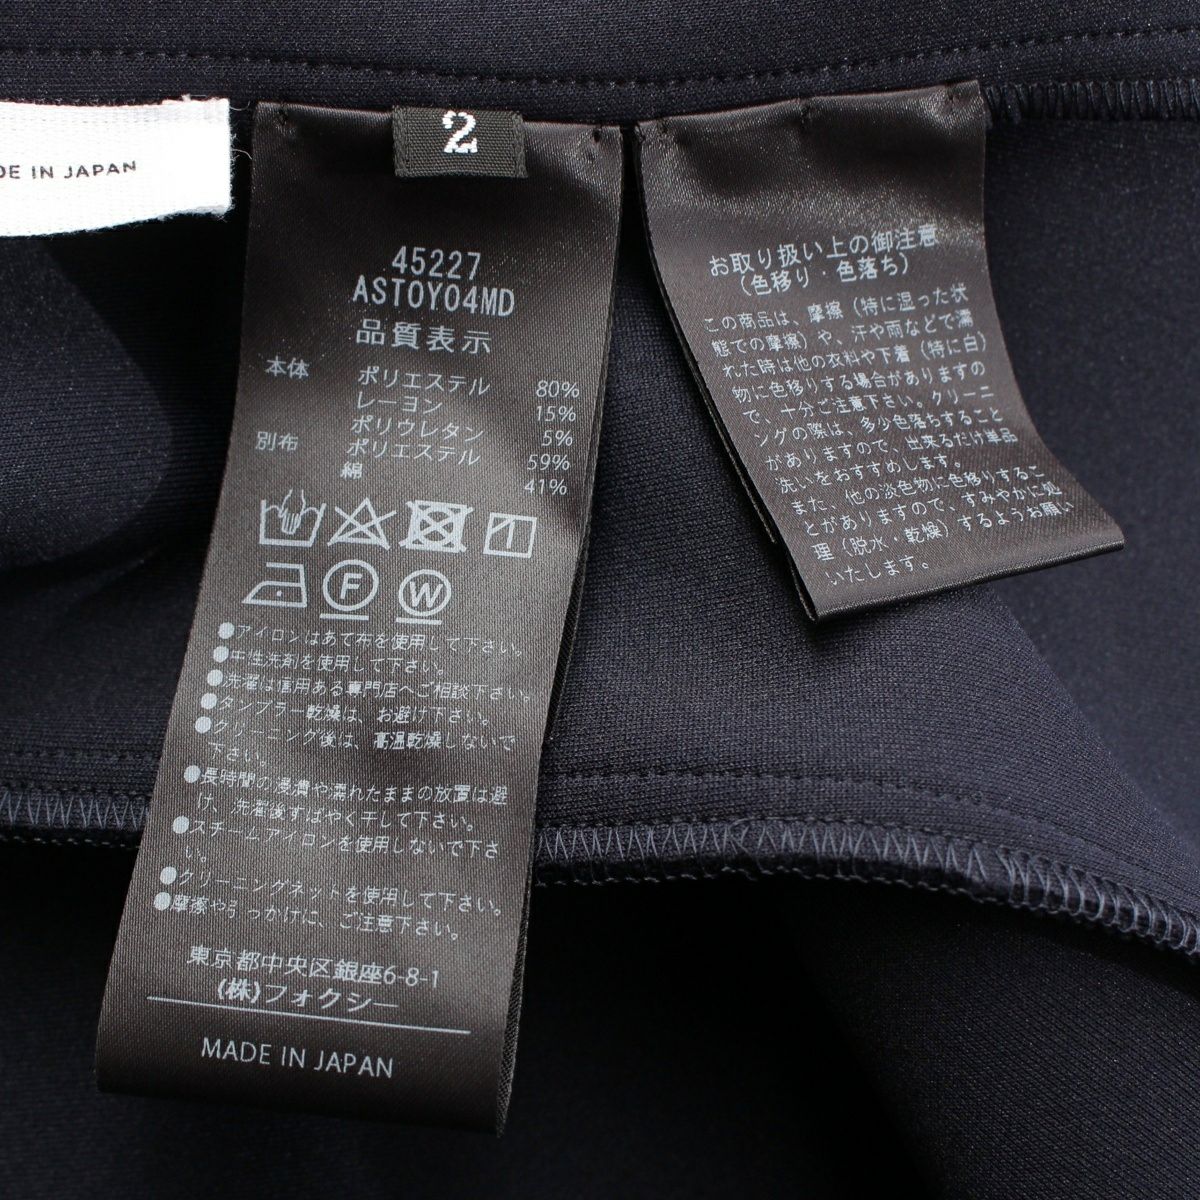 DE IN JAPAN
2
45227
ASTOY04MD
品質表示
本体 ポリエステル 80%
レーヨン 15%
ポリウレタン 5%
別布 ポリエステル 59%
綿 41%
F W
●アイロンはあて布を使用して下さい。
●中性洗剤を使用して下さい。
●洗濯は信用ある専門店へご相談下さい。
●タンブラー乾燥は、お避け下さい。
●クリーニング後は、高温乾燥しないで
下さい。
●長時間の浸漬や濡れたままの放置は避
け、洗濯後すばやく干して下さい。
●スチームアイロンを使用しないで下さ
い。
●クリーニングネットを使用して下さい。
●摩擦や引っかけに、ご注意下さい。
東京都中央区銀座6-8-1
(株)フォクシー
MADE IN JAPAN
お取り扱い上の御注意
（色移り・色落ち）
この商品は、摩擦（特に湿った状
態での摩擦）や、汗や雨などで濡
れた時は他の衣料や下着（特に白）
物に色移りする場合がありますの
で、十分ご注意下さい。クリーニ
ングの際は、多少色落ちすること
がありますので、出来るだけ単品
洗いをおすすめします。
また、他の淡色物に色移りするこ
とがありますので、すみやかに処
理（脱水・乾燥）するようお願い
いたします。